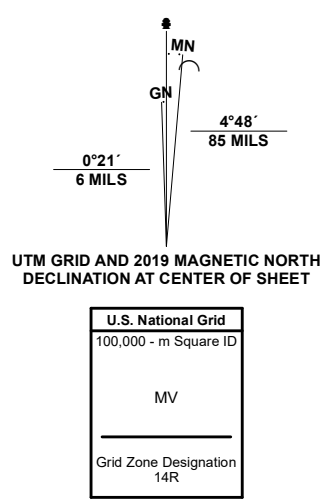 MN
GN
4°48´
85 MILS
0°21´
6 MILS
UTM GRID AND 2019 MAGNETIC NORTH
DECLINATION AT CENTER OF SHEET
U.S. National Grid
100,000 - m Square ID
MV
Grid Zone Designation
14R